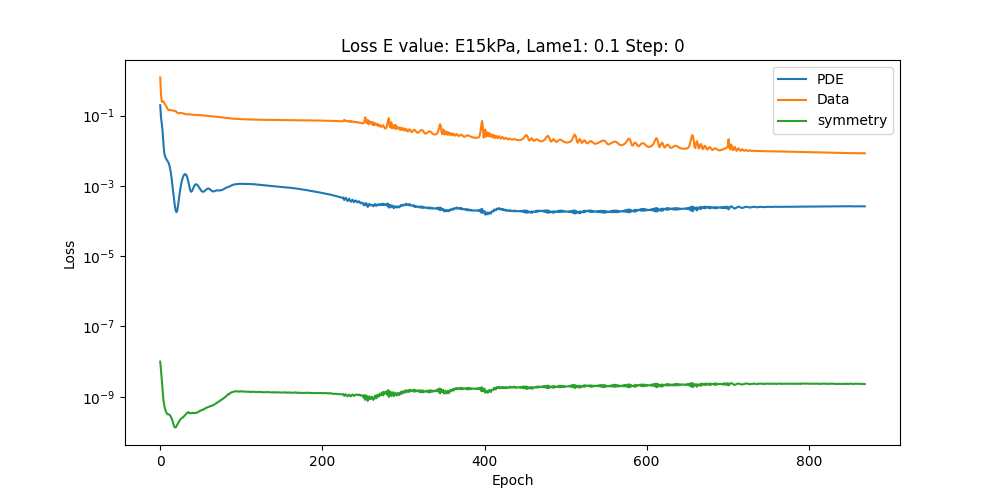 Loss E value: E15kPa, Lame1: 0.1 Step: 0
PDE
Data
symmetry
Loss
10⁻¹
10⁻³
10⁻⁵
10⁻⁷
10⁻⁹
0 200 400 600 800
Epoch